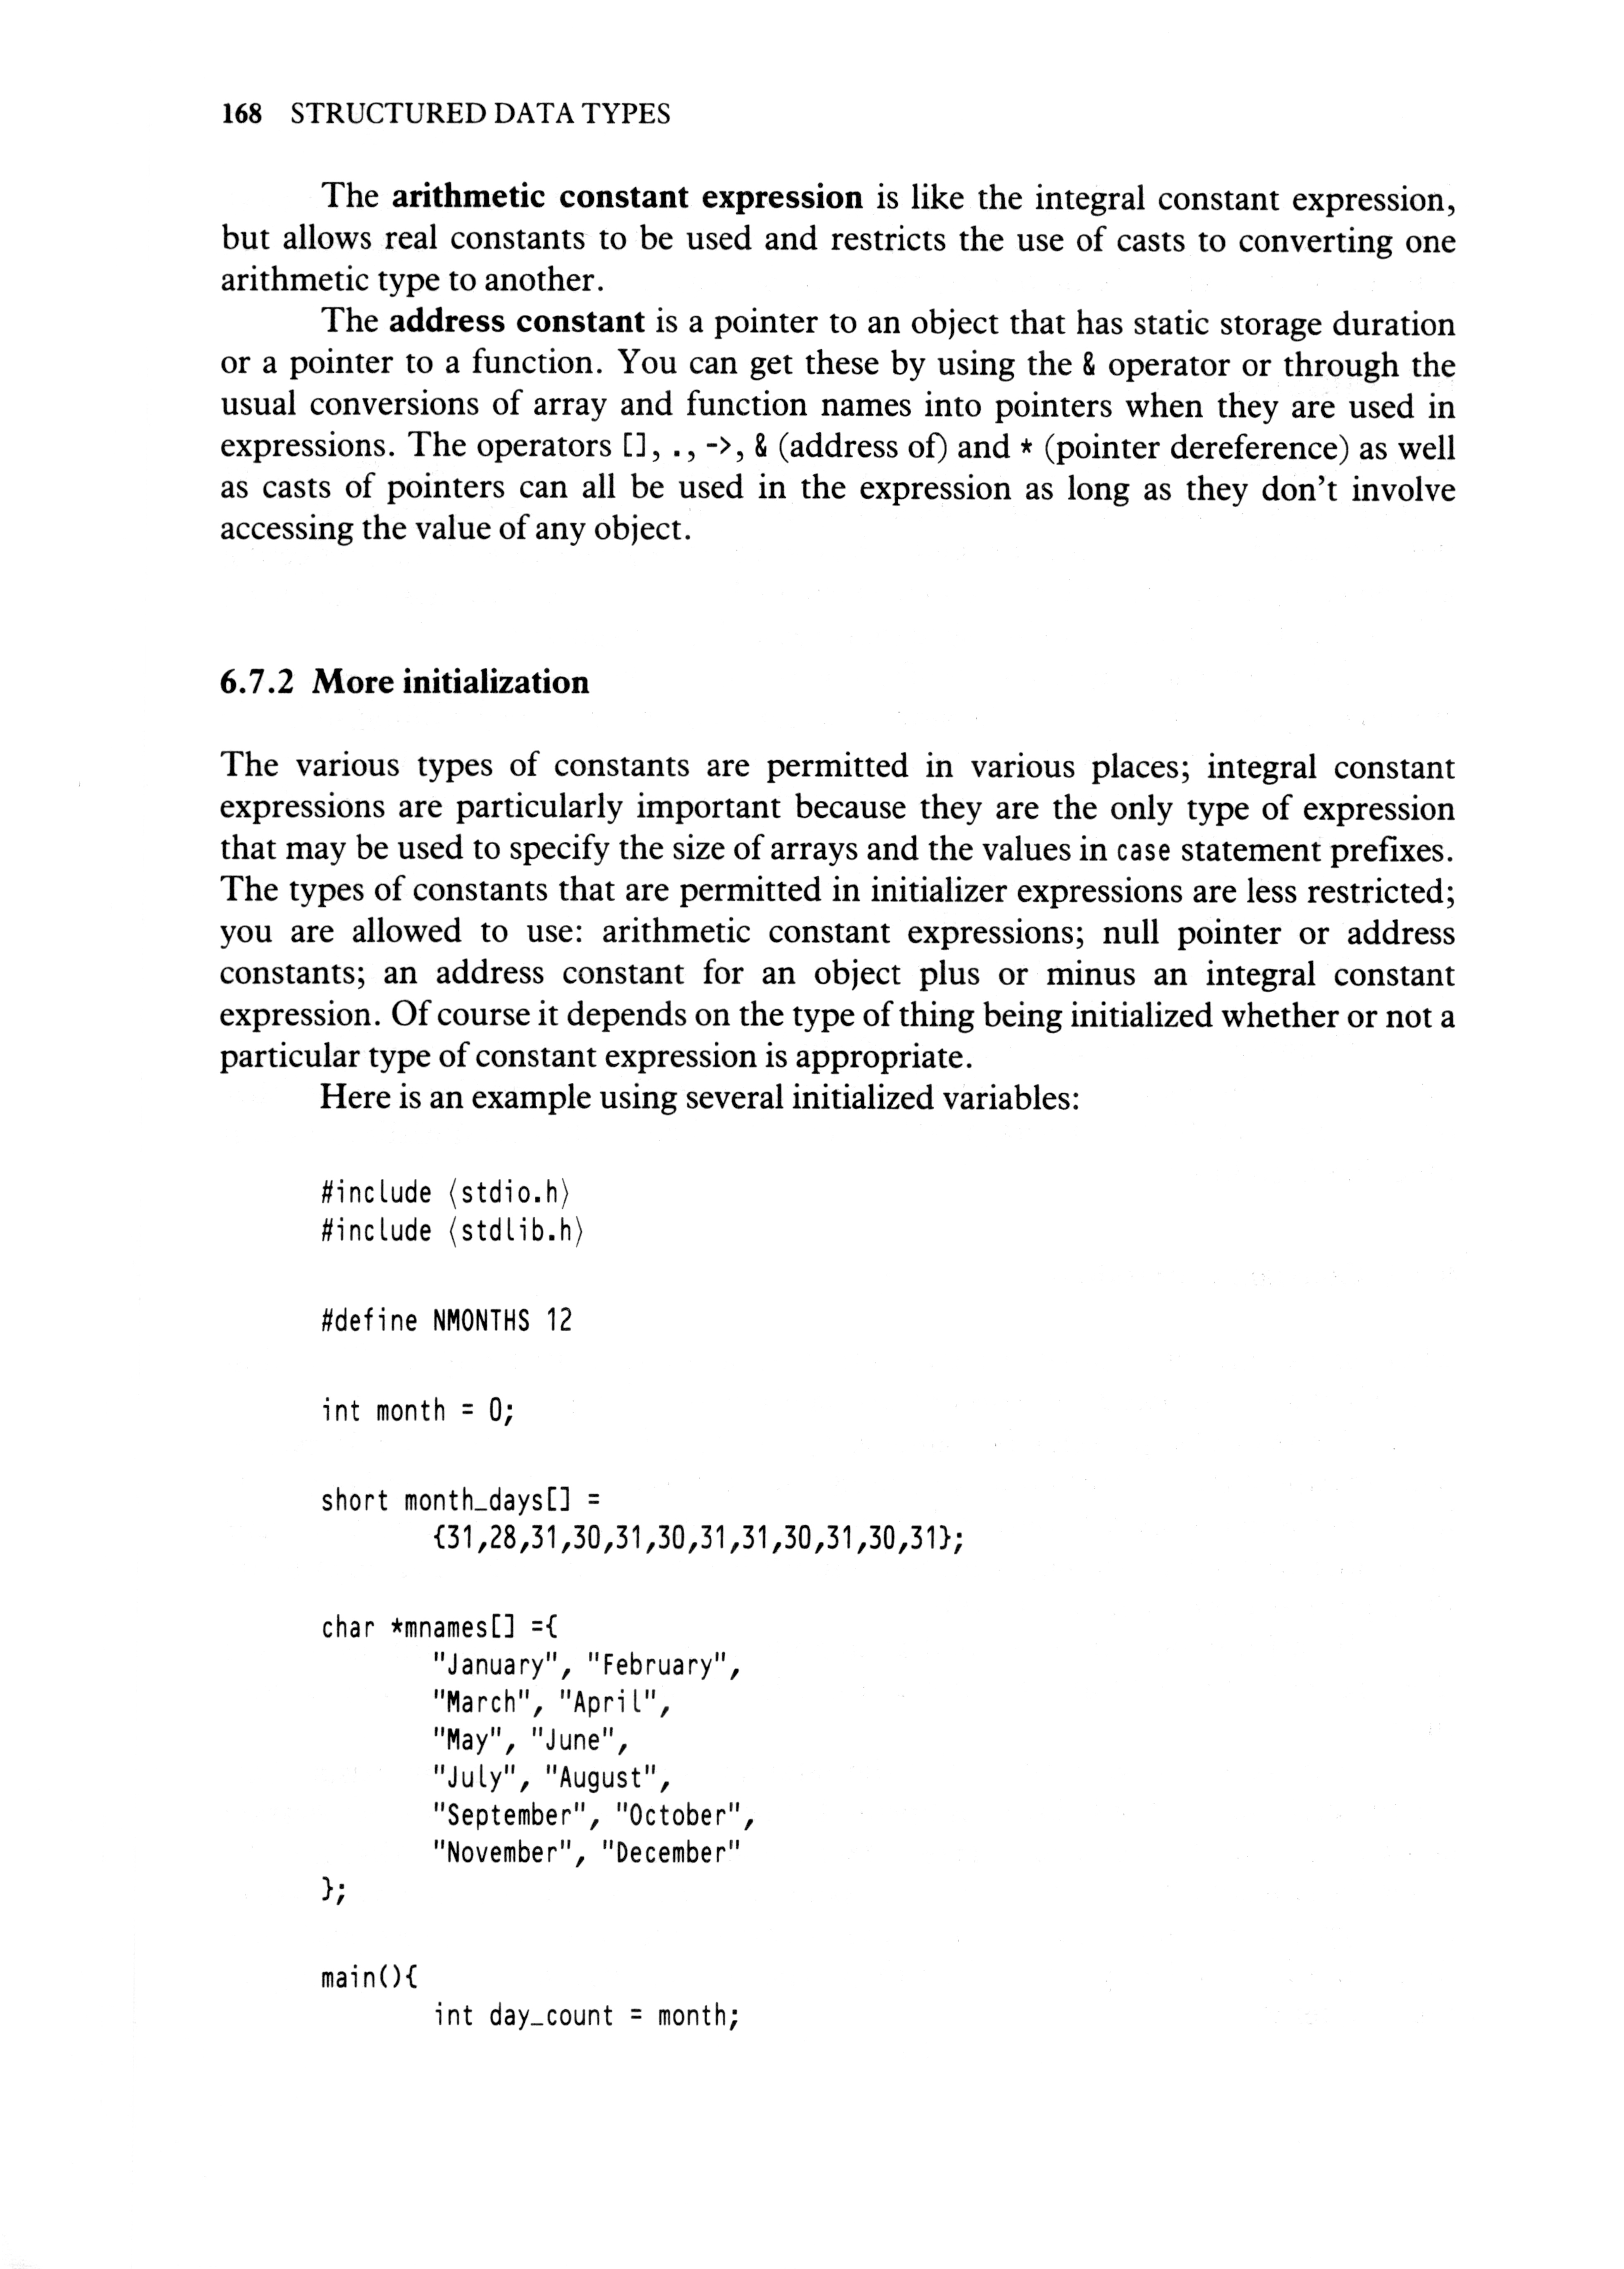 168 STRUCTURED DATA TYPES
The arithmetic constant expression is like the integral constant expression,
but allows real constants to be used and restricts the use of casts to converting one
arithmetic type to another.
The address constant is a pointer to an object that has static storage duration
or a pointer to a function. You can get these by using the & operator or through the
usual conversions of array and function names into pointers when they are used in
expressions. The operators [], ., ->, & (address of) and * (pointer dereference) as well
as casts of pointers can all be used in the expression as long as they don't involve
accessing the value of any object.
6.7.2 More initialization
The various types of constants are permitted in various places; integral constant
expressions are particularly important because they are the only type of expression
that may be used to specify the size of arrays and the values in case statement prefixes.
The types of constants that are permitted in initializer expressions are less restricted;
you are allowed to use: arithmetic constant expressions; null pointer or address
constants; an address constant for an object plus or minus an integral constant
expression. Of course it depends on the type of thing being initialized whether or not a
particular type of constant expression is appropriate.
Here is an example using several initialized variables:
#include ⟨stdio.h⟩
#include ⟨stdlib.h⟩
#define NMONTHS 12
int month = 0;
short month_days[] =
{31,28,31,30,31,30,31,31,30,31,30,31};
char *mnames[] ={
"January", "February",
"March", "April",
"May", "June",
"July", "August",
"September", "October",
"November", "December"
};
main(){
int day_count = month;